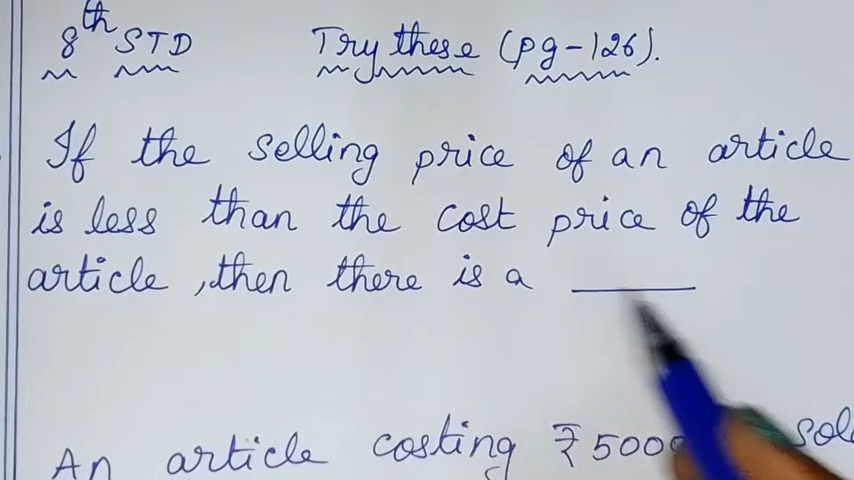 8th STD Try these (pg-126).
If the selling price of an article
is less than the cost price of the
article, then there is a ______
An article costing ₹500